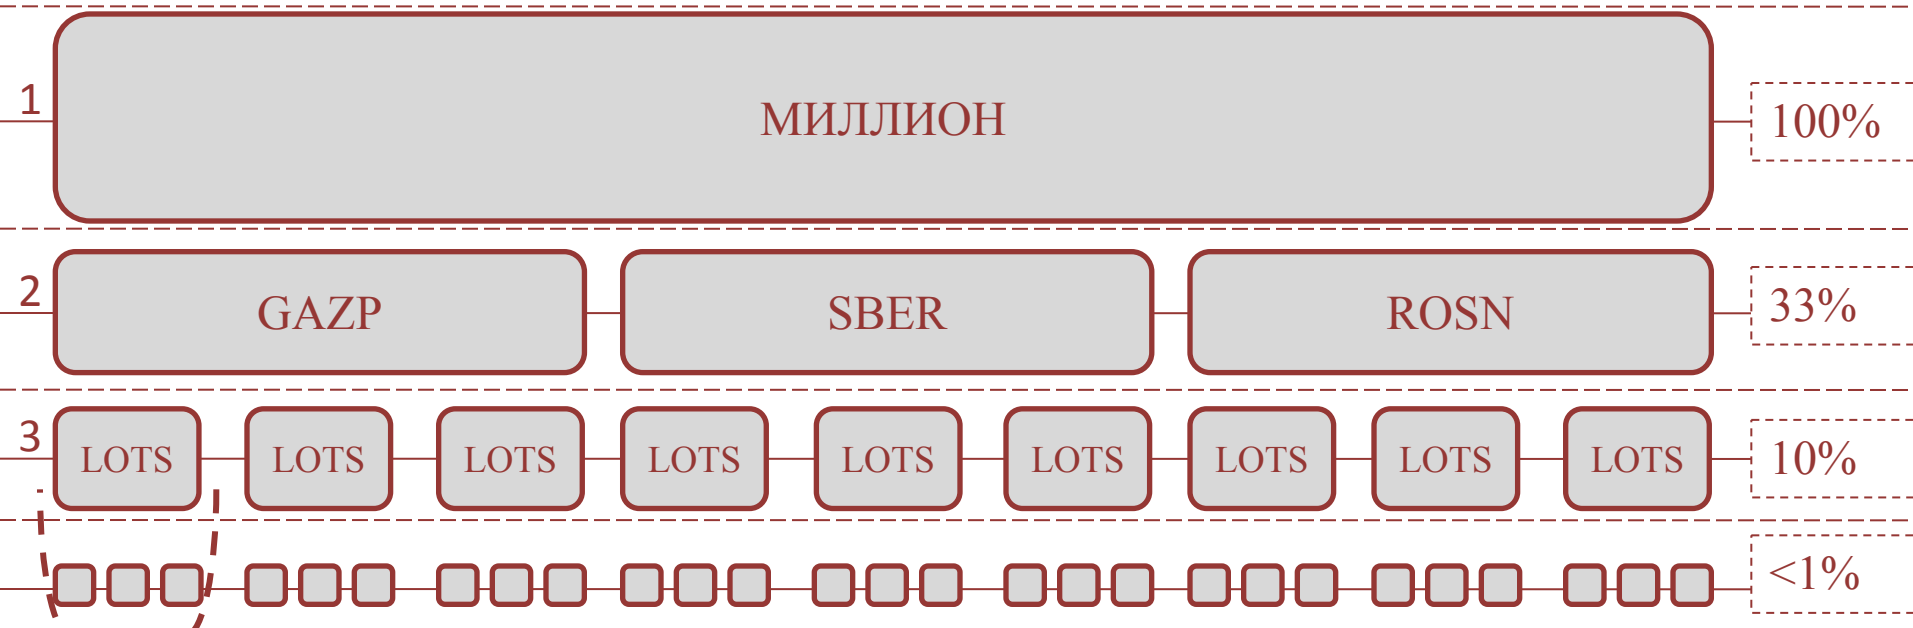 1
МИЛЛИОН
100%
2
GAZP
SBER
ROSN
33%
3
LOTS
LOTS
LOTS
LOTS
LOTS
LOTS
LOTS
LOTS
LOTS
10%
<1%